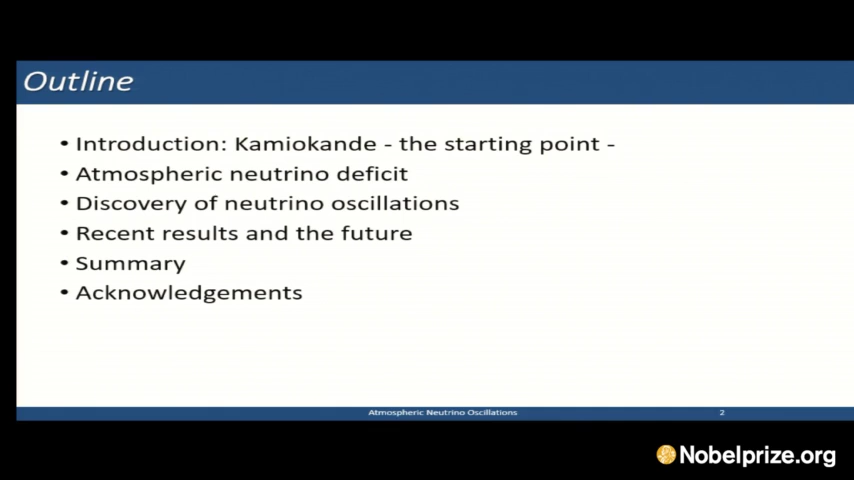 Outline
• Introduction: Kamiokande - the starting point -
• Atmospheric neutrino deficit
• Discovery of neutrino oscillations
• Recent results and the future
• Summary
• Acknowledgements
Atmospheric Neutrino Oscillations 2
Nobelprize.org